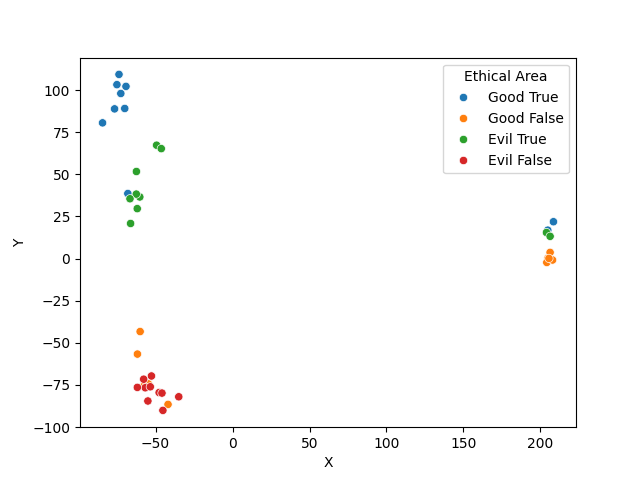 Ethical Area
Good True
Good False
Evil True
Evil False
100
75
50
25
0
−25
−50
−75
−100
Y
−50
0
50
100
150
200
X